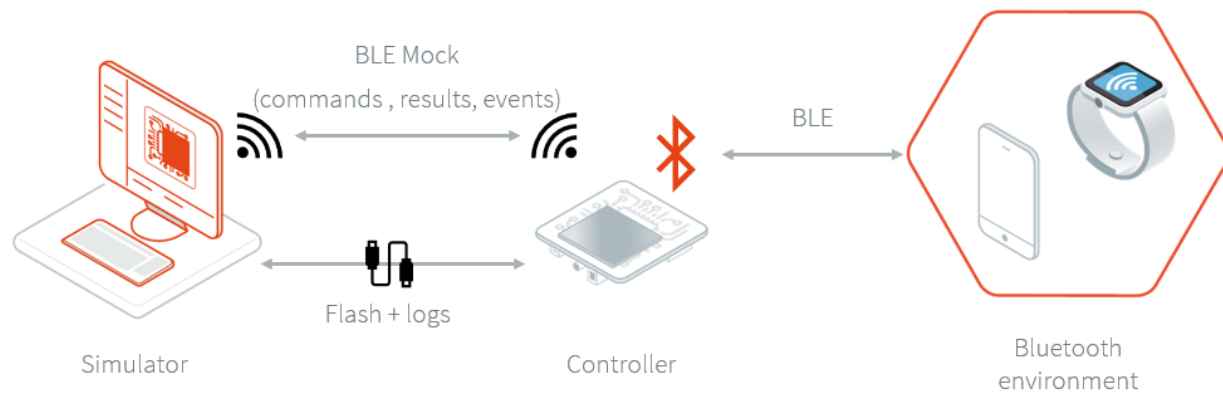 BLE Mock
(commands , results, events)
BLE
Flash + logs
Simulator
Controller
Bluetooth
environment